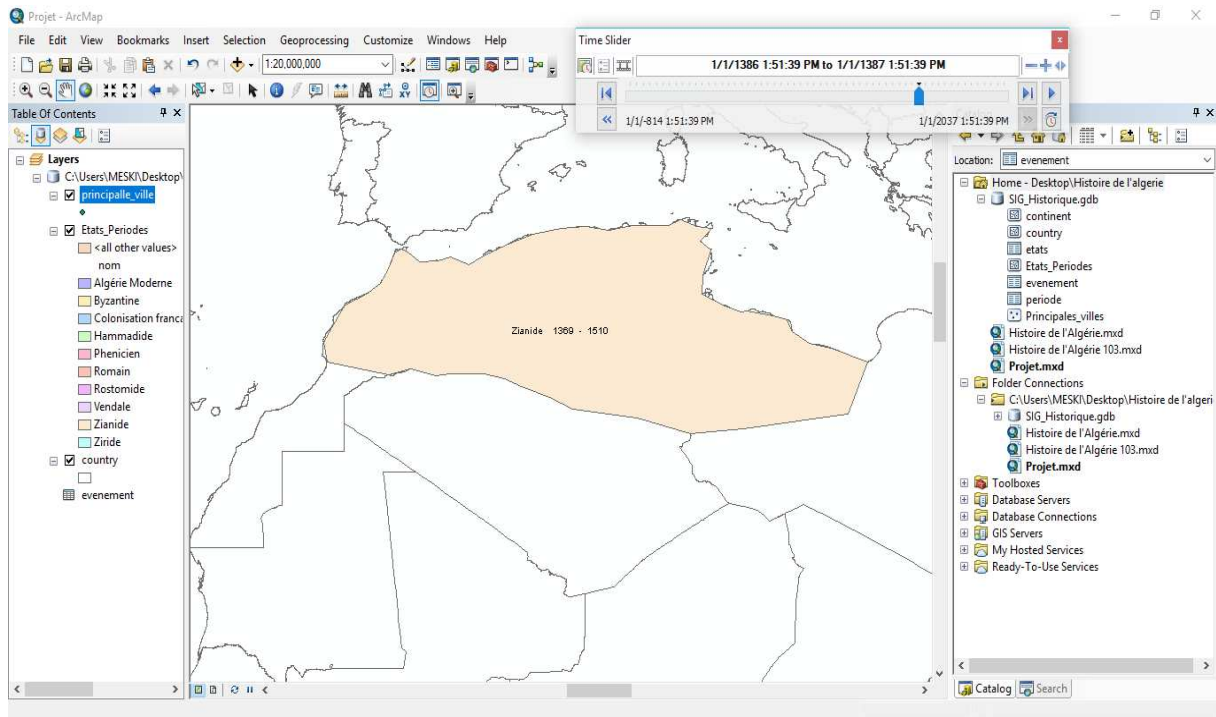 Projet - ArcMap
File Edit View Bookmarks Insert Selection Geoprocessing Customize Windows Help
1:20,000,000
Time Slider
x
1/1/1386 1:51:39 PM to 1/1/1387 1:51:39 PM
1/1/-814 1:51:39 PM
1/1/2037 1:51:39 PM
Table Of Contents
Layers
C:\Users\MESKI\Desktop\
principalle_ville
Etats_Periodes
<all other values>
nom
Algérie Moderne
Byzantine
Colonisation franca
Hammadide
Phenicien
Romain
Rostomide
Vendale
Zianide
Ziride
country
evenement
Zianide 1369 - 1510
Location: evenement
Home - Desktop\Histoire de l'algerie
SIG_Historique.gdb
continent
country
etats
Etats_Periodes
evenement
periode
Principales_villes
Histoire de l'Algérie.mxd
Histoire de l'Algérie 103.mxd
Projet.mxd
Folder Connections
C:\Users\MESKI\Desktop\Histoire de l'algeri
SIG_Historique.gdb
Histoire de l'Algérie.mxd
Histoire de l'Algérie 103.mxd
Projet.mxd
Toolboxes
Database Servers
Database Connections
GIS Servers
My Hosted Services
Ready-To-Use Services
Catalog Search